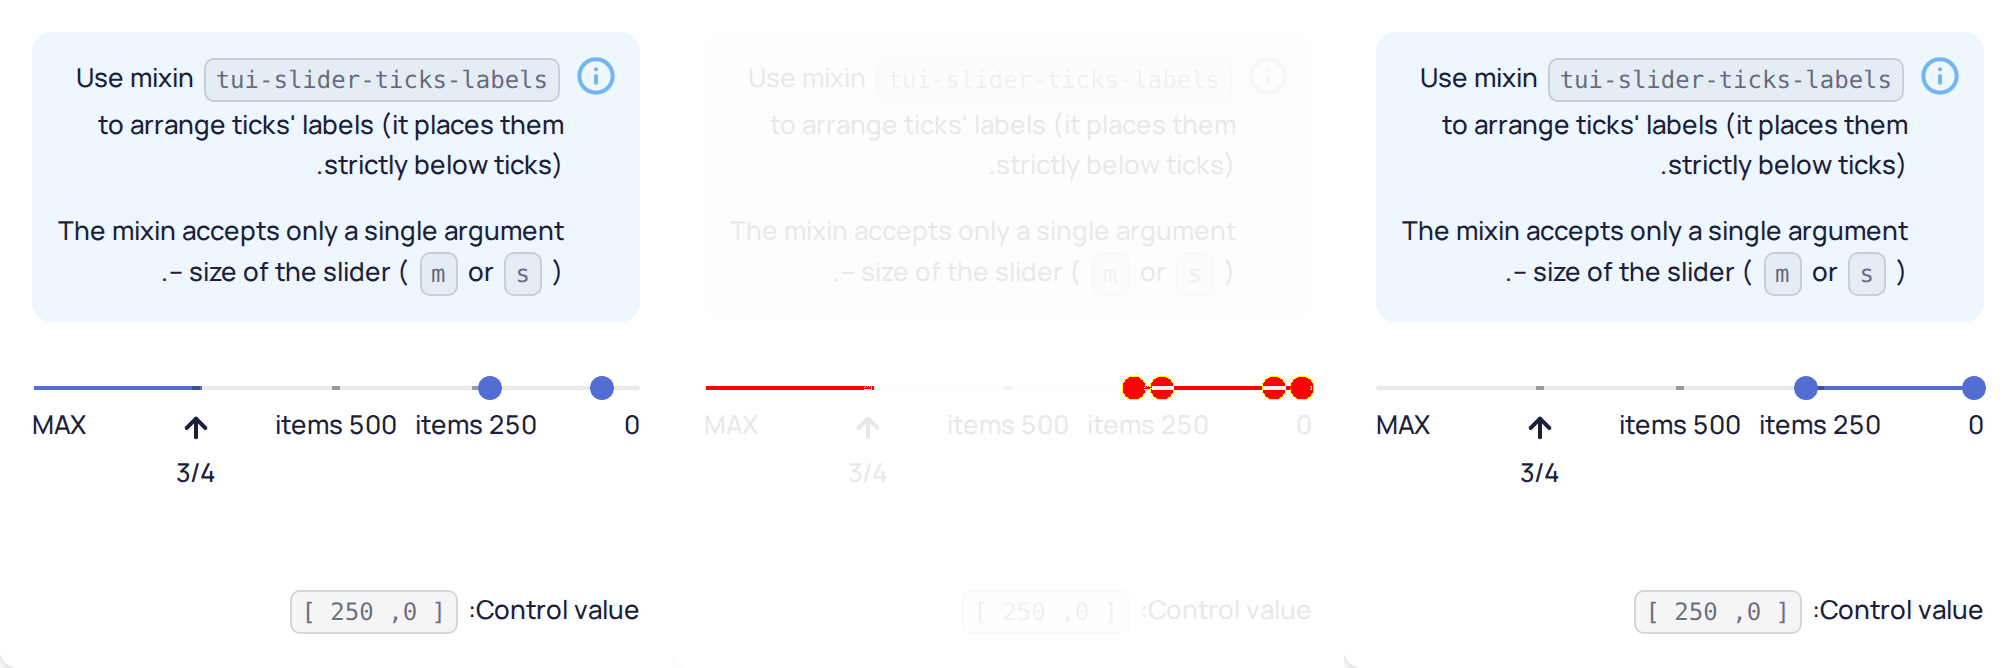 Use mixin tui-slider-ticks-labels
to arrange ticks' labels (it places them
.strictly below ticks)
The mixin accepts only a single argument
.– size of the slider ( m or s )
MAX items 500 items 250 0
3/4
[ 250 ,0 ] :Control value
Use mixin tui-slider-ticks-labels
to arrange ticks' labels (it places them
.strictly below ticks)
The mixin accepts only a single argument
.– size of the slider ( m or s )
MAX items 500 items 250 0
3/4
[ 250 ,0 ] :Control value
Use mixin tui-slider-ticks-labels
to arrange ticks' labels (it places them
.strictly below ticks)
The mixin accepts only a single argument
.– size of the slider ( m or s )
MAX items 500 items 250 0
3/4
[ 250 ,0 ] :Control value